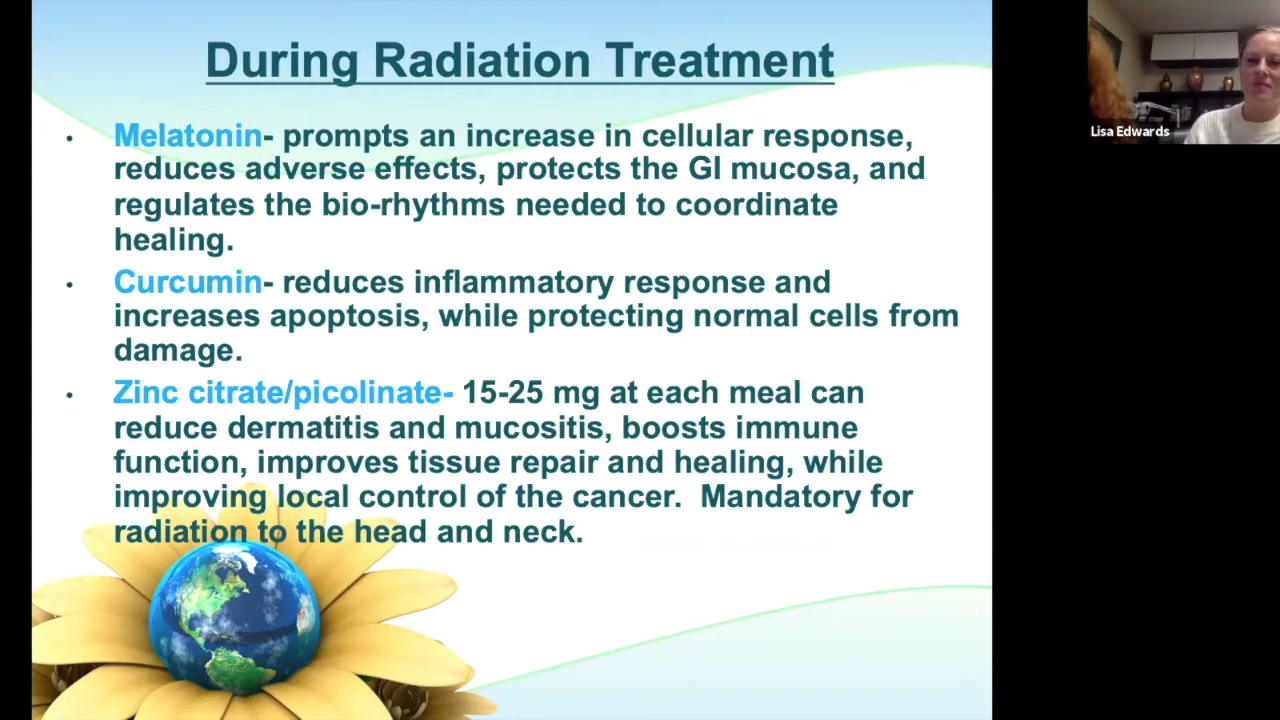 During Radiation Treatment
• Melatonin- prompts an increase in cellular response,
reduces adverse effects, protects the GI mucosa, and
regulates the bio-rhythms needed to coordinate
healing.
• Curcumin- reduces inflammatory response and
increases apoptosis, while protecting normal cells from
damage.
• Zinc citrate/picolinate- 15-25 mg at each meal can
reduce dermatitis and mucositis, boosts immune
function, improves tissue repair and healing, while
improving local control of the cancer.  Mandatory for
radiation to the head and neck.
Lisa Edwards